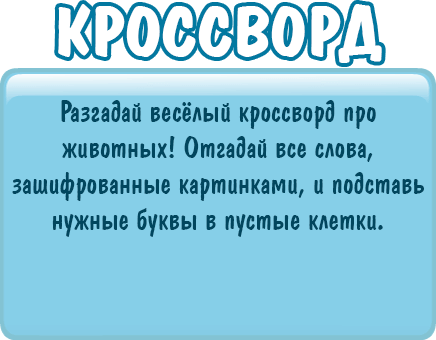 КРОССВОРД
Разгадай весёлый кроссворд про
животных! Отгадай все слова,
зашифрованные картинками, и подставь
нужные буквы в пустые клетки.